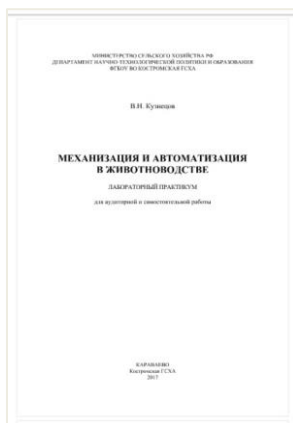 МИНИСТЕРСТВО СЕЛЬСКОГО ХОЗЯЙСТВА РФ
ДЕПАРТАМЕНТ НАУЧНО-ТЕХНОЛОГИЧЕСКОЙ ПОЛИТИКИ И ОБРАЗОВАНИЯ
ФГБОУ ВО КОСТРОМСКАЯ ГСХА
В.Н. Кузнецов
МЕХАНИЗАЦИЯ И АВТОМАТИЗАЦИЯ
В ЖИВОТНОВОДСТВЕ
ЛАБОРАТОРНЫЙ ПРАКТИКУМ
для аудиторной и самостоятельной работы
КАРАВАЕВО
Костромская ГСХА
2017